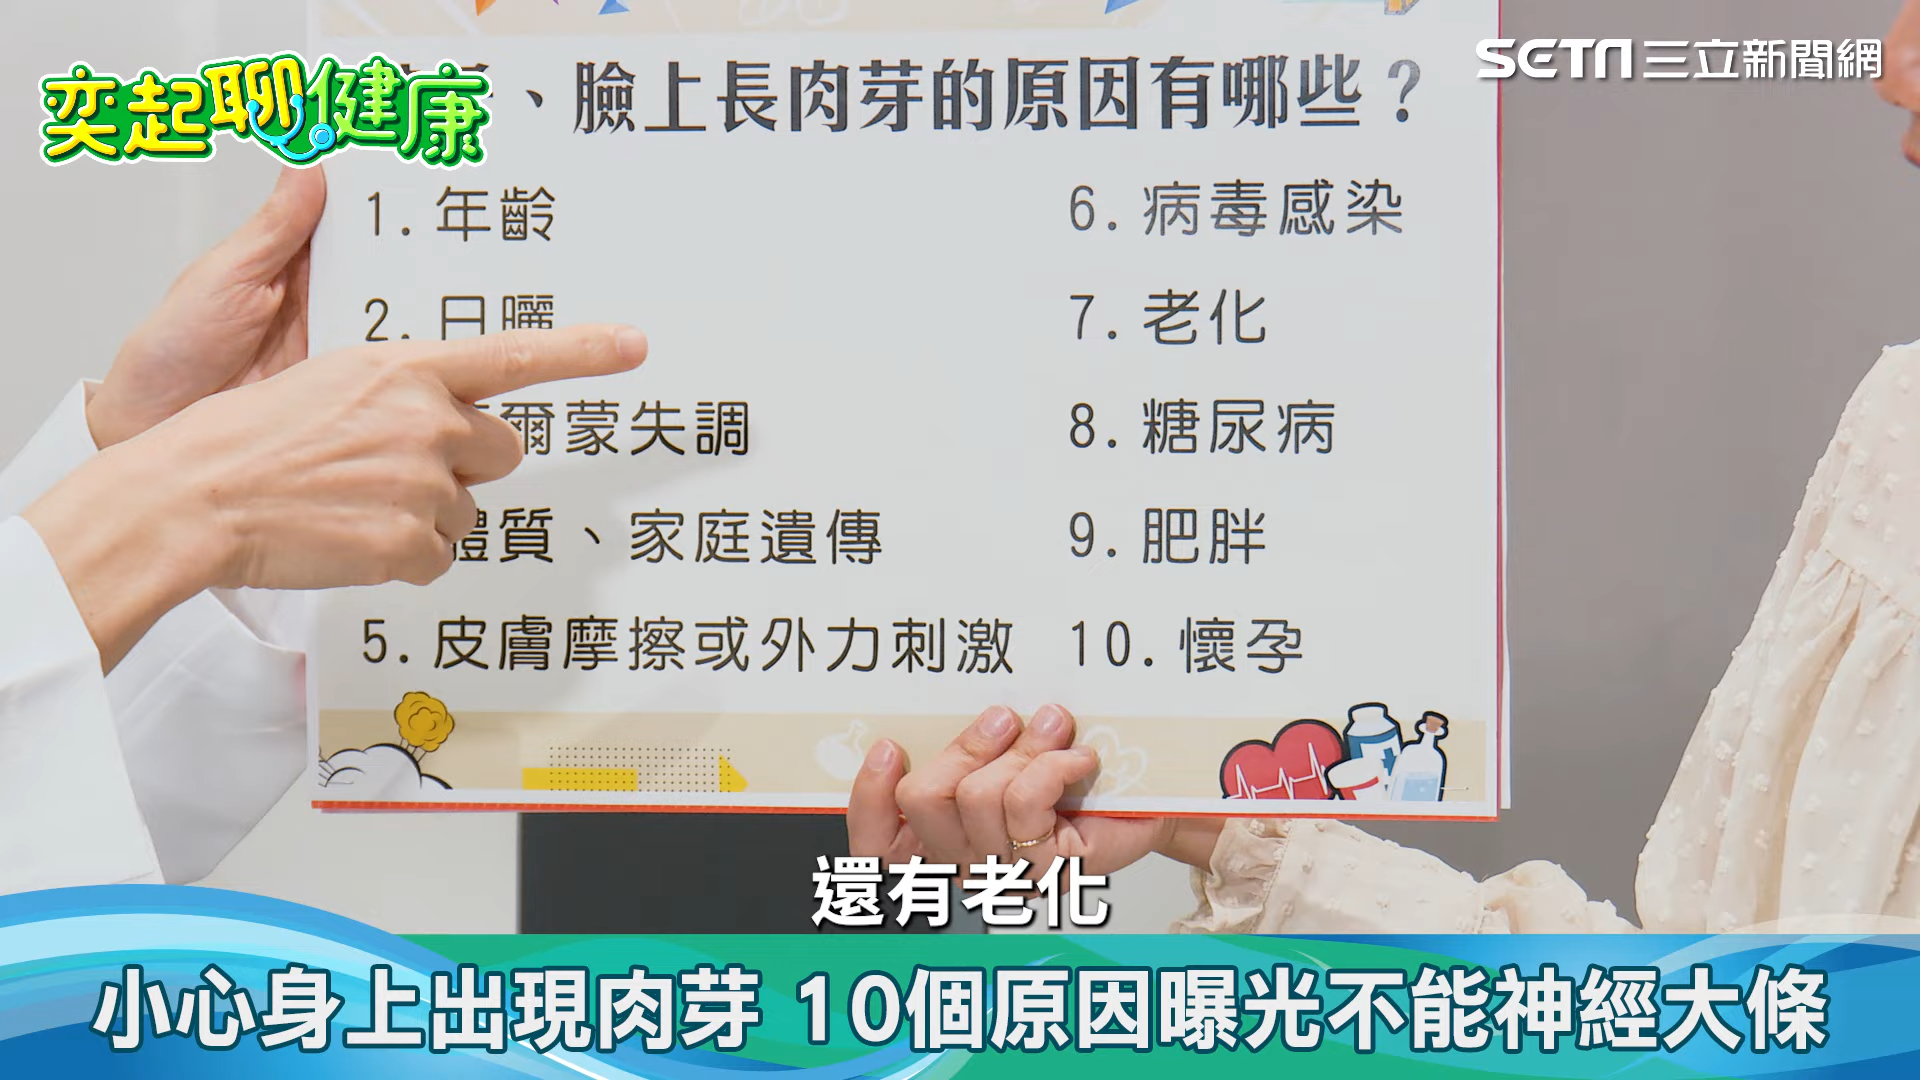 奕起聊健康
SETN三立新聞網
、臉上長肉芽的原因有哪些？
1. 年齡
2. 日曬
爾蒙失調
體質、家庭遺傳
5. 皮膚摩擦或外力刺激
6. 病毒感染
7. 老化
8. 糖尿病
9. 肥胖
10. 懷孕
還有老化
小心身上出現肉芽 10個原因曝光不能神經大條